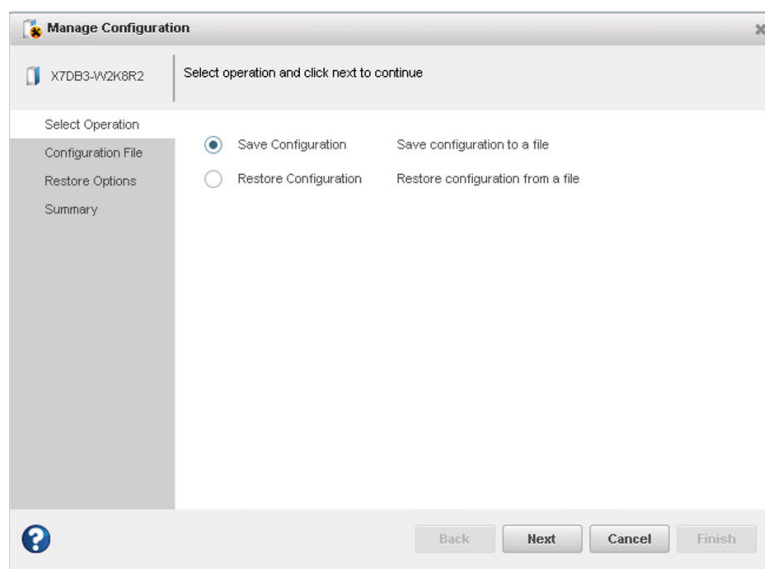 Manage Configuration
X7DB3-W2K8R2
Select operation and click next to continue
Select Operation
Configuration File
Restore Options
Summary
Save Configuration Save configuration to a file
Restore Configuration Restore configuration from a file
Back Next Cancel Finish